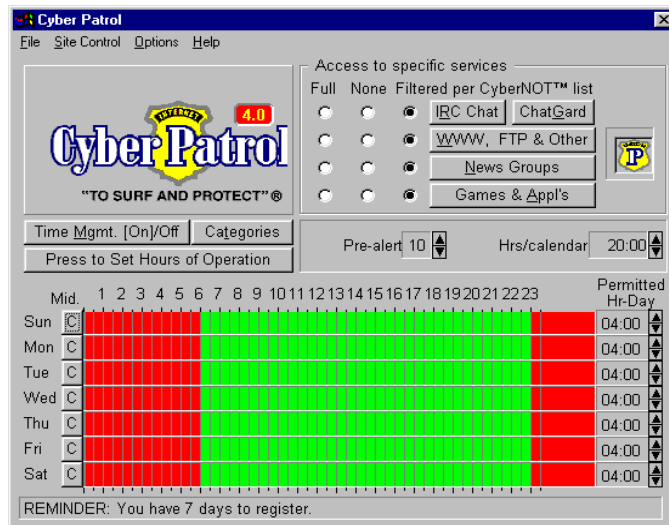 Cyber Patrol
File Site Control Options Help
INTERNET
4.0
Cyber Patrol
"TO SURF AND PROTECT"®
Access to specific services
Full None Filtered per CyberNOT™ list
IRC Chat ChatGard
WWW, FTP & Other
News Groups
Games & Appl's
P
Time Mgmt. [On]/Off Categories
Press to Set Hours of Operation
Pre-alert 10 Hrs/calendar 20:00
Mid. 1 2 3 4 5 6 7 8 9 10 11 12 13 14 15 16 17 18 19 20 21 22 23 Permitted Hr-Day
Sun C 04:00
Mon C 04:00
Tue C 04:00
Wed C 04:00
Thu C 04:00
Fri C 04:00
Sat C 04:00
REMINDER: You have 7 days to register.